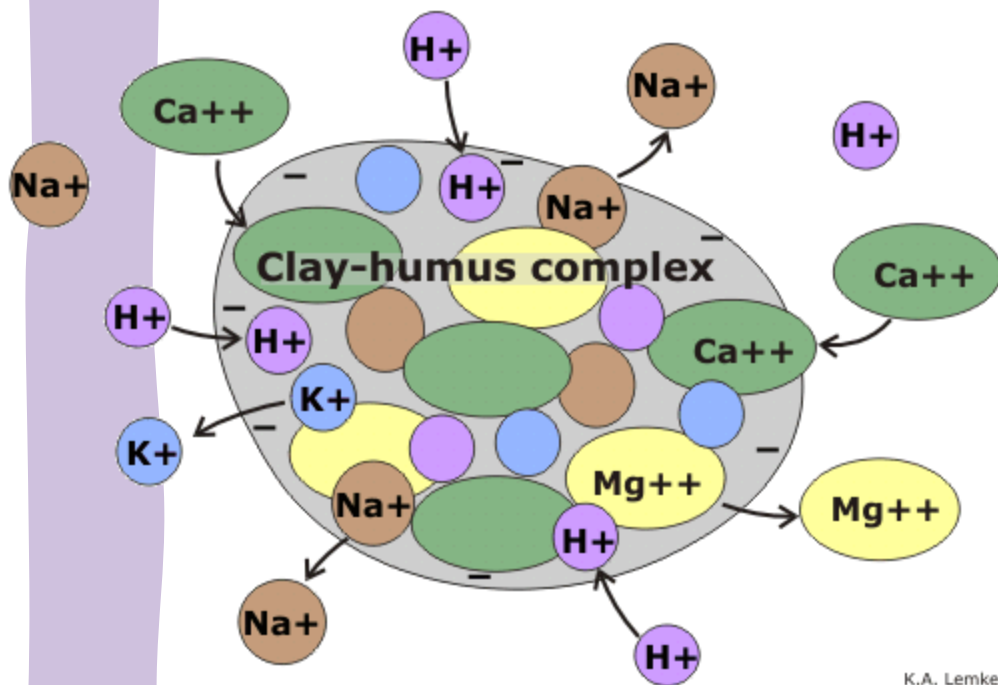 H+
Na+
Ca++
H+
Na+
H+
Na+
Clay-humus complex
Ca++
H+
H+
Ca++
K+
K+
Mg++
Na+
Mg++
H+
Na+
H+
K.A. Lemke
− − − − − − − −